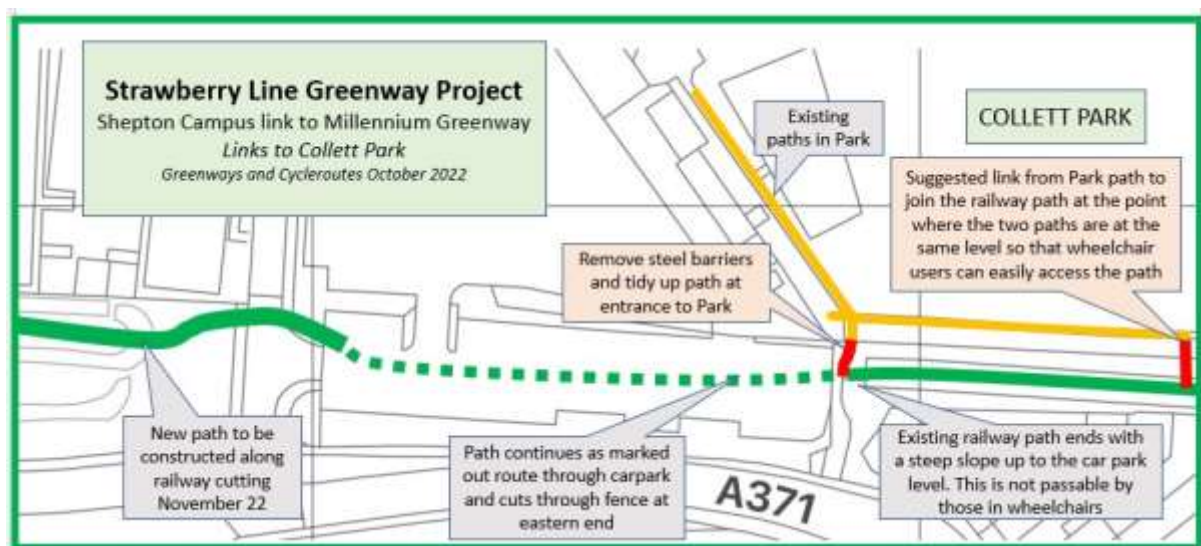 Strawberry Line Greenway Project
Shepton Campus link to Millennium Greenway
Links to Collett Park
Greenways and Cycleroutes October 2022
Existing
paths in Park
COLLETT PARK
Suggested link from Park path to
join the railway path at the point
where the two paths are at the
same level so that wheelchair
users can easily access the path
Remove steel barriers
and tidy up path at
entrance to Park
New path to be
constructed along
railway cutting
November 22
Path continues as marked
out route through carpark
and cuts through fence at
eastern end
A371
Existing railway path ends with
a steep slope up to the car park
level. This is not passable by
those in wheelchairs